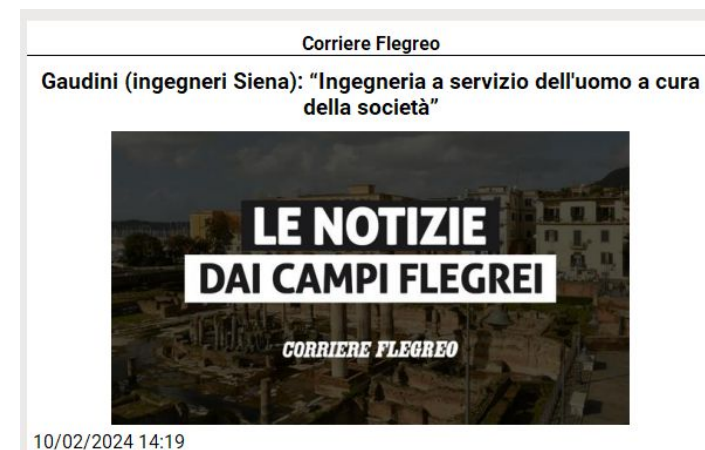 Corriere Flegreo
Gaudini (ingegneri Siena): “Ingegneria a servizio dell'uomo a cura
della società”
LE NOTIZIE
DAI CAMPI FLEGREI
CORRIERE FLEGREO
10/02/2024 14:19